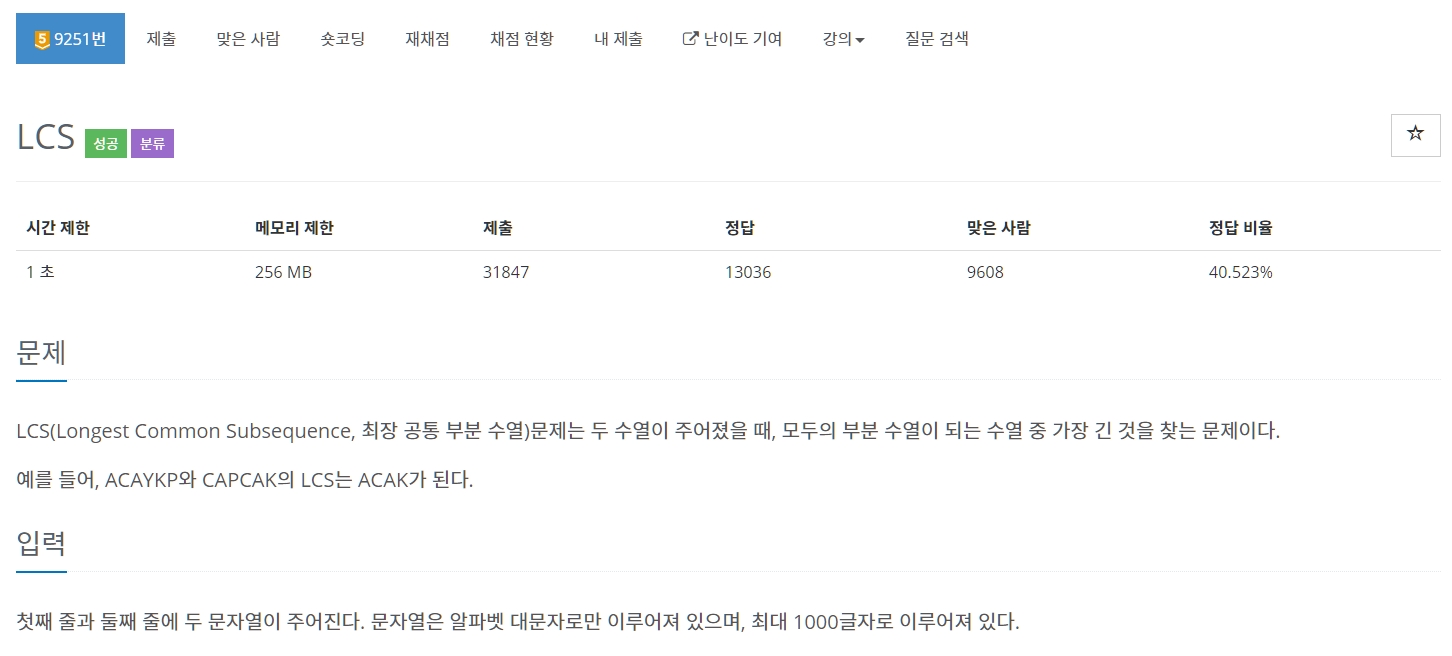 5 9251번 제출 맞은 사람 숏코딩 재채점 채점 현황 내 제출 난이도 기여 강의 질문 검색
LCS 성공 분류
시간 제한 메모리 제한 제출 정답 맞은 사람 정답 비율
1 초 256 MB 31847 13036 9608 40.523%
문제
LCS(Longest Common Subsequence, 최장 공통 부분 수열)문제는 두 수열이 주어졌을 때, 모두의 부분 수열이 되는 수열 중 가장 긴 것을 찾는 문제이다.
예를 들어, ACAYKP와 CAPCAK의 LCS는 ACAK가 된다.
입력
첫째 줄과 둘째 줄에 두 문자열이 주어진다. 문자열은 알파벳 대문자로만 이루어져 있으며, 최대 1000글자로 이루어져 있다.